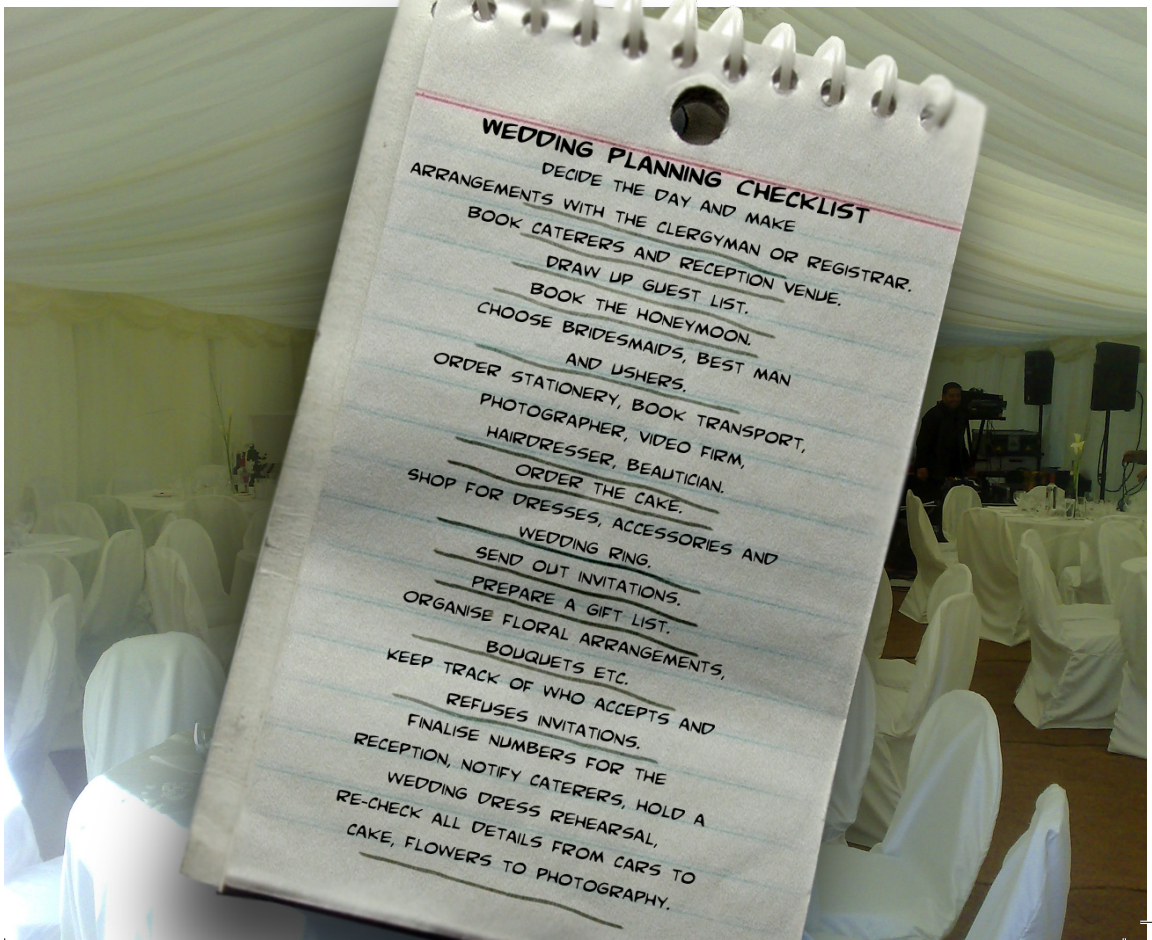 WEDDING PLANNING CHECKLIST
DECIDE THE DAY AND MAKE
ARRANGEMENTS WITH THE CLERGYMAN OR REGISTRAR.
BOOK CATERERS AND RECEPTION VENUE.
DRAW UP GUEST LIST.
BOOK THE HONEYMOON.
CHOOSE BRIDESMAIDS, BEST MAN
AND USHERS.
ORDER STATIONERY, BOOK TRANSPORT,
PHOTOGRAPHER, VIDEO FIRM,
HAIRDRESSER, BEAUTICIAN.
ORDER THE CAKE.
SHOP FOR DRESSES, ACCESSORIES AND
WEDDING RING.
SEND OUT INVITATIONS.
PREPARE A GIFT LIST.
ORGANISE FLORAL ARRANGEMENTS,
BOUQUETS ETC.
KEEP TRACK OF WHO ACCEPTS AND
REFUSES INVITATIONS.
FINALISE NUMBERS FOR THE
RECEPTION, NOTIFY CATERERS, HOLD A
WEDDING DRESS REHEARSAL,
RE-CHECK ALL DETAILS FROM CARS TO
CAKE, FLOWERS TO PHOTOGRAPHY.